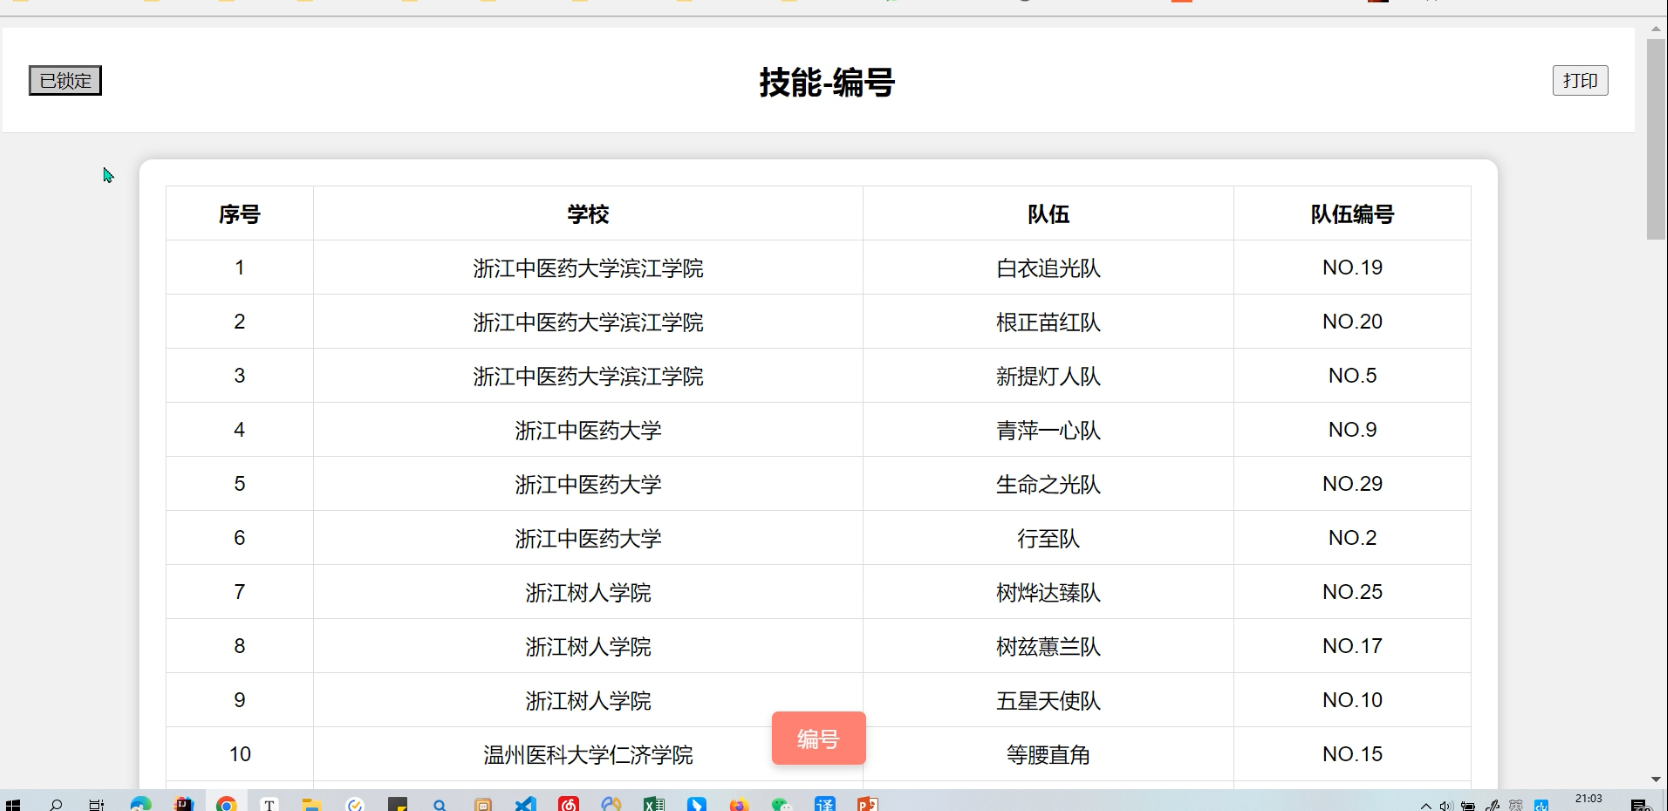 已锁定
技能-编号
打印
序号 学校 队伍 队伍编号
1 浙江中医药大学滨江学院 白衣追光队 NO.19
2 浙江中医药大学滨江学院 根正苗红队 NO.20
3 浙江中医药大学滨江学院 新提灯人队 NO.5
4 浙江中医药大学 青萍一心队 NO.9
5 浙江中医药大学 生命之光队 NO.29
6 浙江中医药大学 行至队 NO.2
7 浙江树人学院 树烨达臻队 NO.25
8 浙江树人学院 树兹蕙兰队 NO.17
9 浙江树人学院 五星天使队 NO.10
编号
10 温州医科大学仁济学院 等腰直角 NO.15
21:03